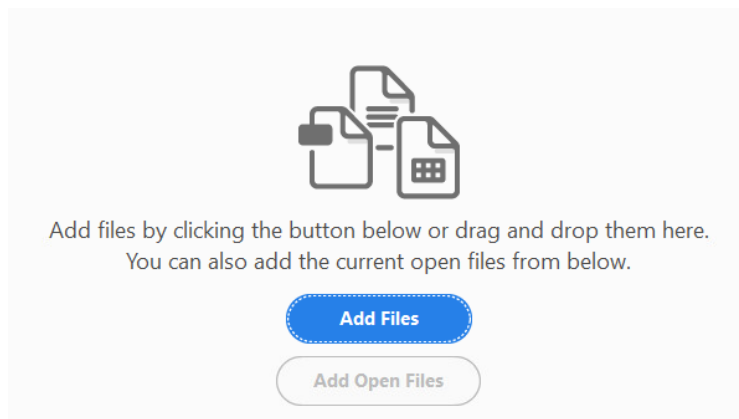 Add files by clicking the button below or drag and drop them here.
You can also add the current open files from below.
Add Files
Add Open Files